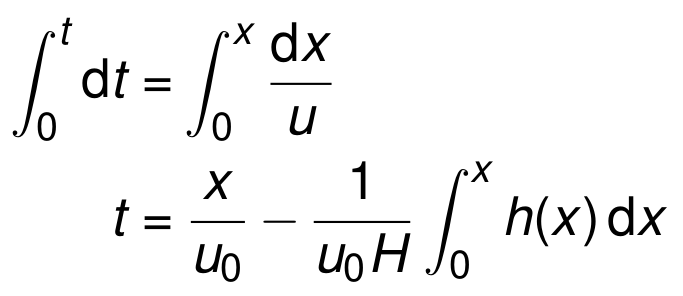 ∫₀ᵗ dt = ∫₀ˣ dx/u
t = x/u₀ − 1/(u₀H) ∫₀ˣ h(x) dx